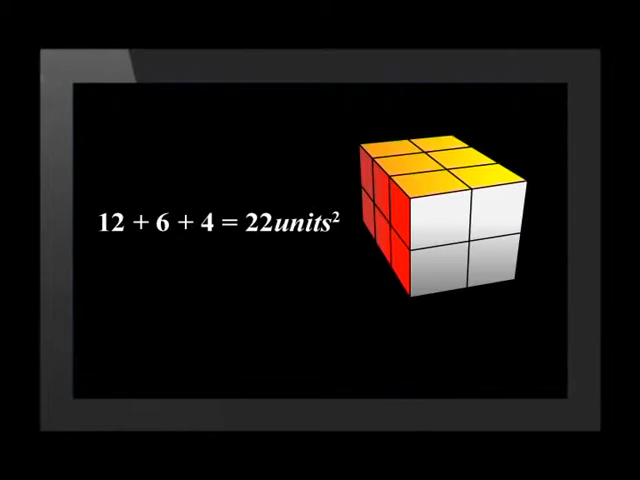 12 + 6 + 4 = 22units²